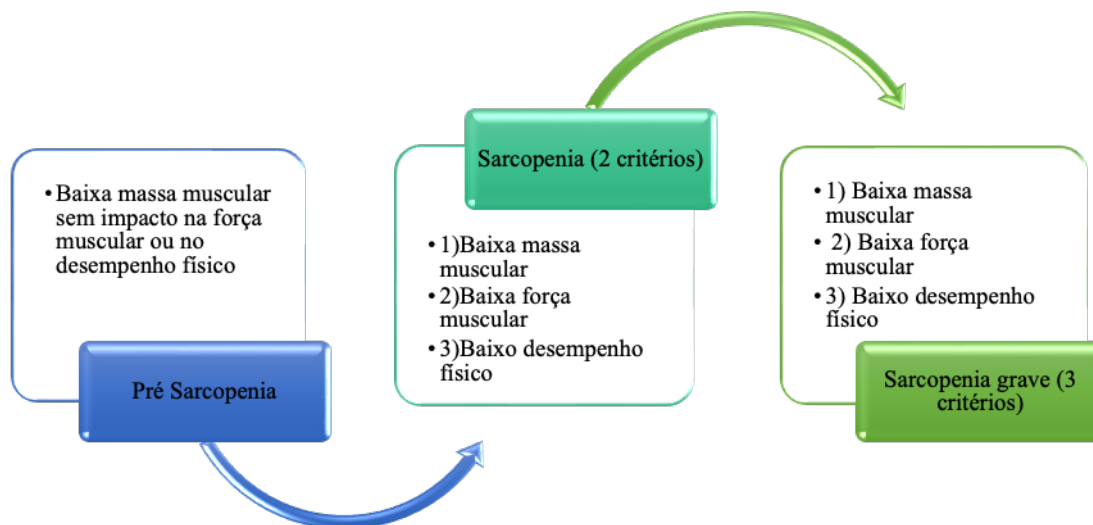 • Baixa massa muscular
sem impacto na força
muscular ou no
desempenho físico
Pré Sarcopenia
Sarcopenia (2 critérios)
• 1)Baixa massa
muscular
• 2)Baixa força
muscular
• 3)Baixo desempenho
físico
• 1) Baixa massa
muscular
• 2) Baixa força
muscular
• 3) Baixo desempenho
físico
Sarcopenia grave (3
critérios)